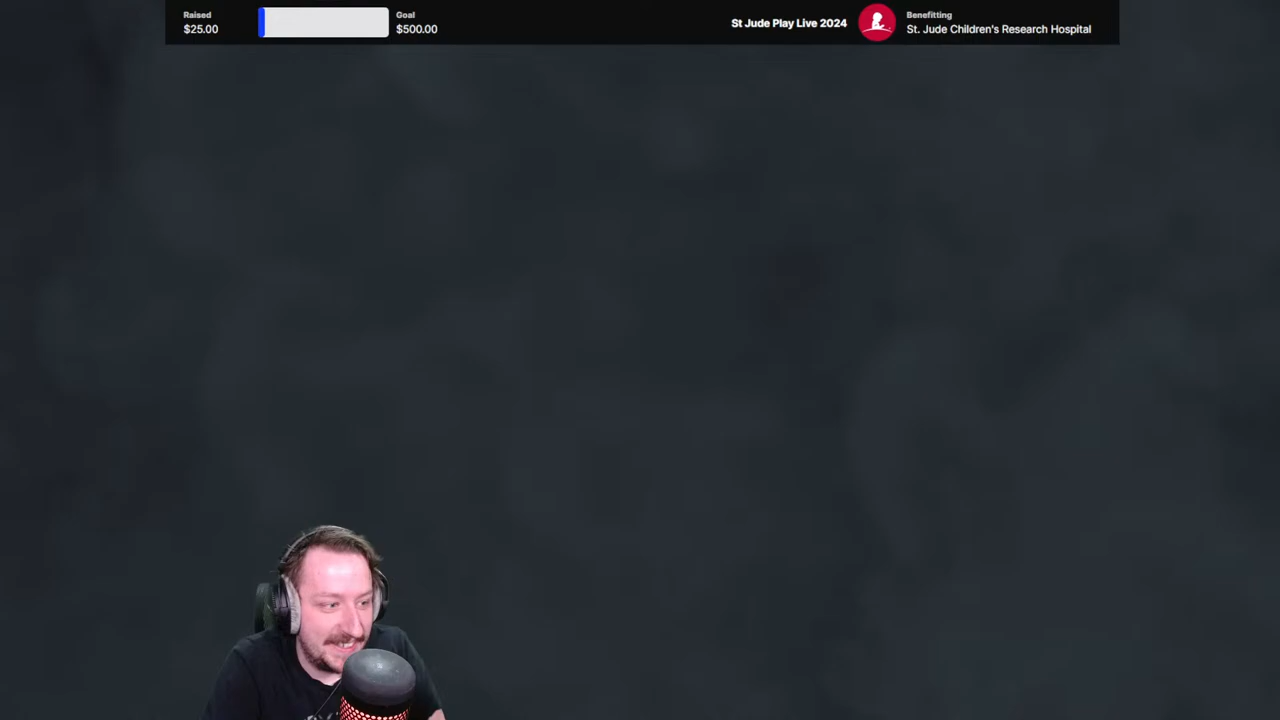 Raised
$25.00
Goal
$500.00
St Jude Play Live 2024
Benefitting
St. Jude Children's Research Hospital